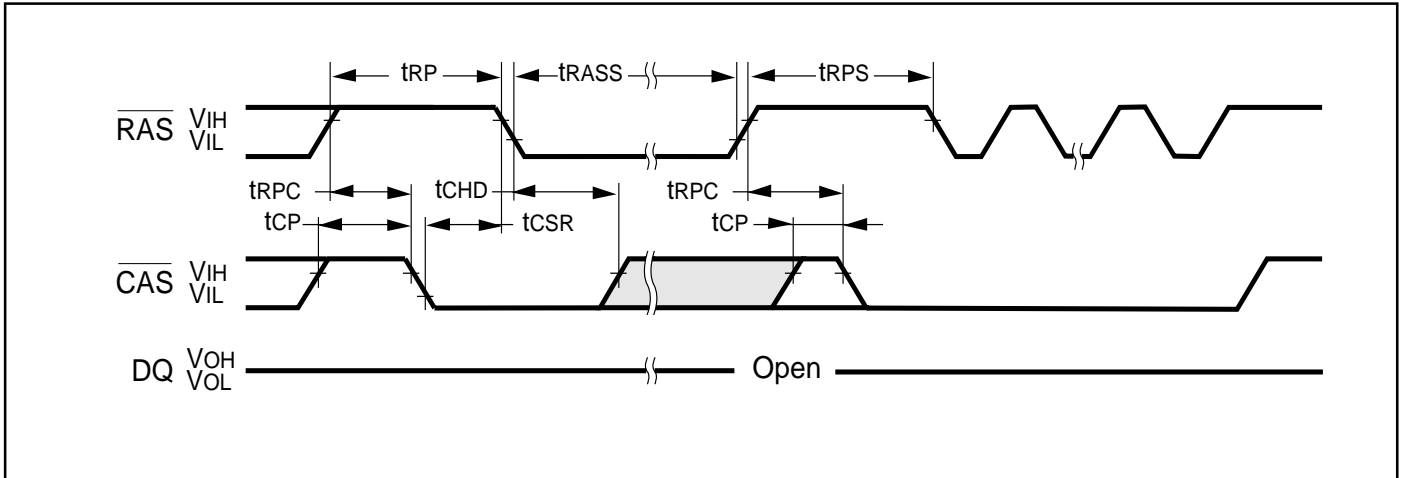 tRP tRASS tRPS
RAS VIH
VIL
tRPC tCHD tRPC
tCP tCSR tCP
CAS VIH
VIL
DQ VOH
VOL
Open